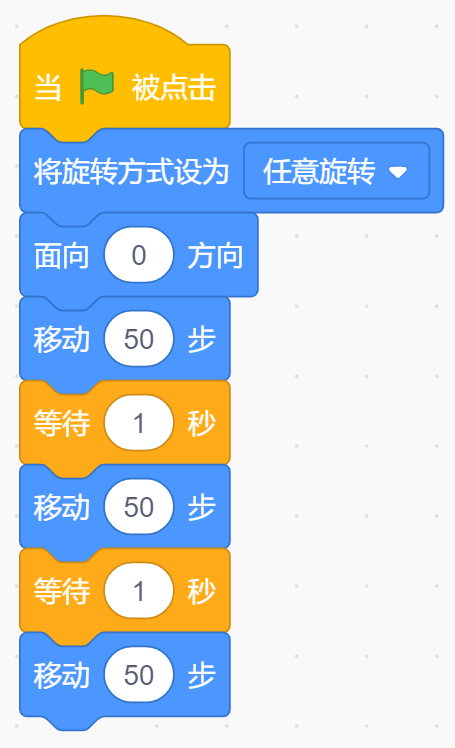 当 被点击
将旋转方式设为 任意旋转
面向 0 方向
移动 50 步
等待 1 秒
移动 50 步
等待 1 秒
移动 50 步